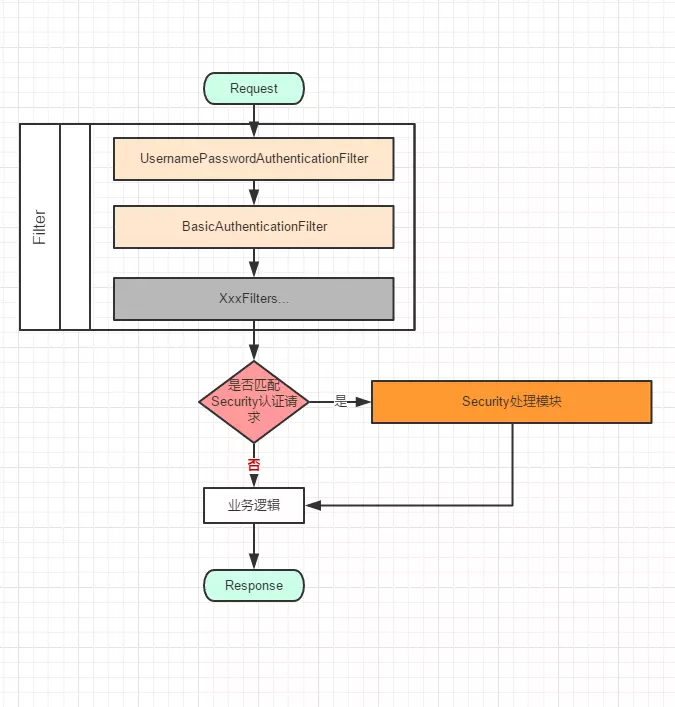 Request
Filter
UsernamePasswordAuthenticationFilter
BasicAuthenticationFilter
XxxFilters...
是否匹配
Security认证请
求
是
Security处理模块
否
业务逻辑
Response